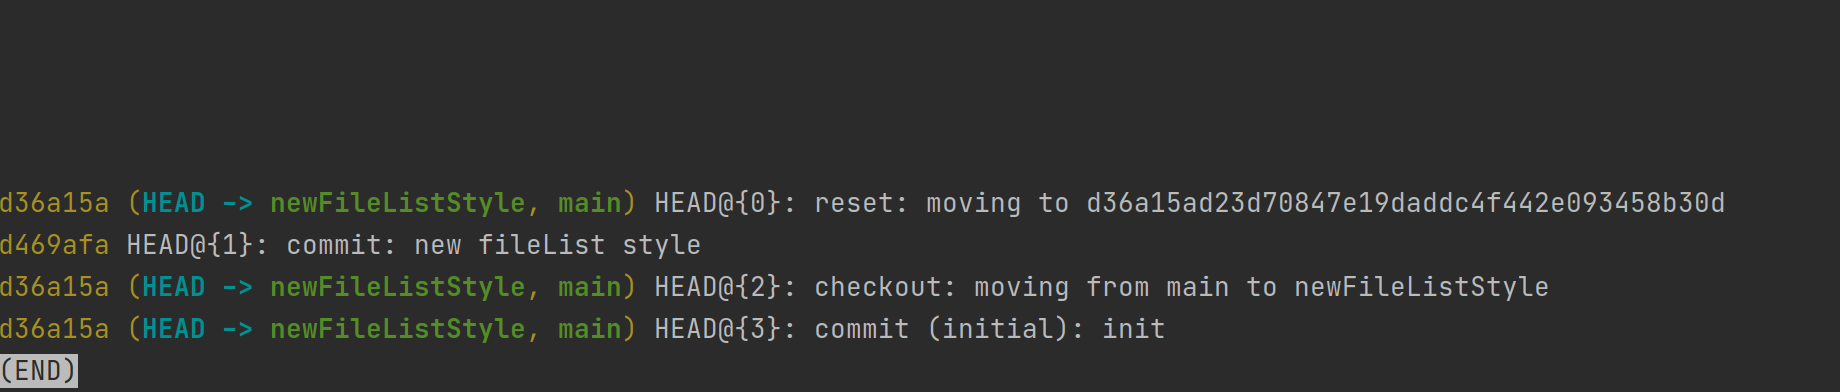 d36a15a (HEAD -> newFileListStyle, main) HEAD@{0}: reset: moving to d36a15ad23d70847e19daddc4f442e093458b30d
d469afa HEAD@{1}: commit: new fileList style
d36a15a (HEAD -> newFileListStyle, main) HEAD@{2}: checkout: moving from main to newFileListStyle
d36a15a (HEAD -> newFileListStyle, main) HEAD@{3}: commit (initial): init
(END)